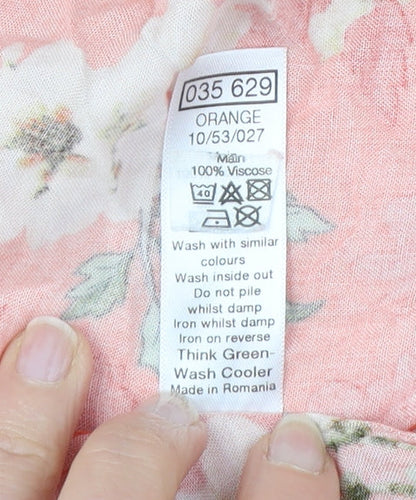 035 629
ORANGE
10/53/027
Main
100% Viscose
40
Wash with similar
colours
Wash inside out
Do not pile
whilst damp
Iron whilst damp
Iron on reverse
Think Green-
Wash Cooler
Made in Romania